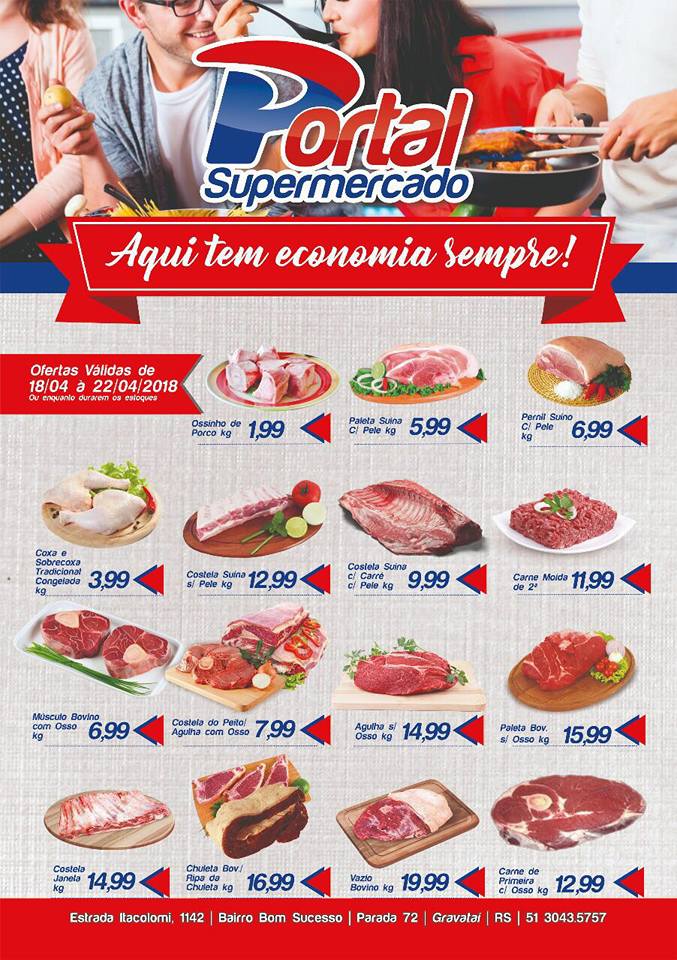 Portal
Supermercado
Aqui tem economia sempre!
Ofertas Válidas de
18/04 à 22/04/2018
Ou enquanto durarem os estoques
Ossinho de
Porco kg 1,99
Paleta Suina
C/ Pele kg 5,99
Pernil Suíno
C/ Pele
kg 6,99
Coxa e
Sobrecoxa
Tradicional
Congelada
kg 3,99
Costela Suina
s/ Pele kg 12,99
Costela Suina
c/ Carré
c/ Pele kg 9,99
Carne Moida
de 2ª 11,99
Músculo Bovino
com Osso
kg 6,99
Costela do Peito/
Agulha com Osso 7,99
Agulha s/
Osso kg 14,99
Paleta Bov.
s/ Osso kg 15,99
Costela
Janela
kg 14,99
Chuleta Bov./
Ripa da
Chuleta kg 16,99
Vazio
Bovino kg 19,99
Carne de
Primeira
c/ Osso kg 12,99
Estrada Itacolomi, 1142 | Bairro Bom Sucesso | Parada 72 | Gravataí | RS | 51 3043.5757